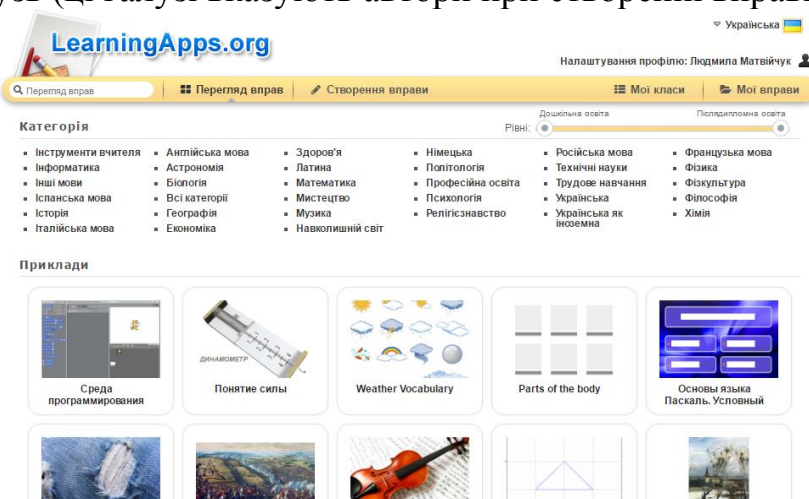 Українська
LearningApps.org
Налаштування профілю: Людмила Матвійчук
Перегляд вправ
Перегляд вправ
Створення вправи
Мої класи
Мої вправи
Категорія
Рівні:
Дошкільна освіта
Післядипломна освіта
Інструменти вчителя
Інформатика
Інші мови
Іспанська мова
Історія
Італійська мова
Англійська мова
Астрономія
Біологія
Всі категорії
Географія
Економіка
Здоров'я
Латина
Математика
Мистецтво
Музика
Навколишній світ
Німецька
Політологія
Професійна освіта
Психологія
Релігієзнавство
Російська мова
Технічні науки
Трудове навчання
Українська
Українська як
іноземна
Французька мова
Фізика
Фізкультура
Філософія
Хімія
Приклади
Среда
программирования
ДИНАМОМЕТР
Понятие силы
Weather Vocabulary
Parts of the body
Основы языка
Паскаль. Условный